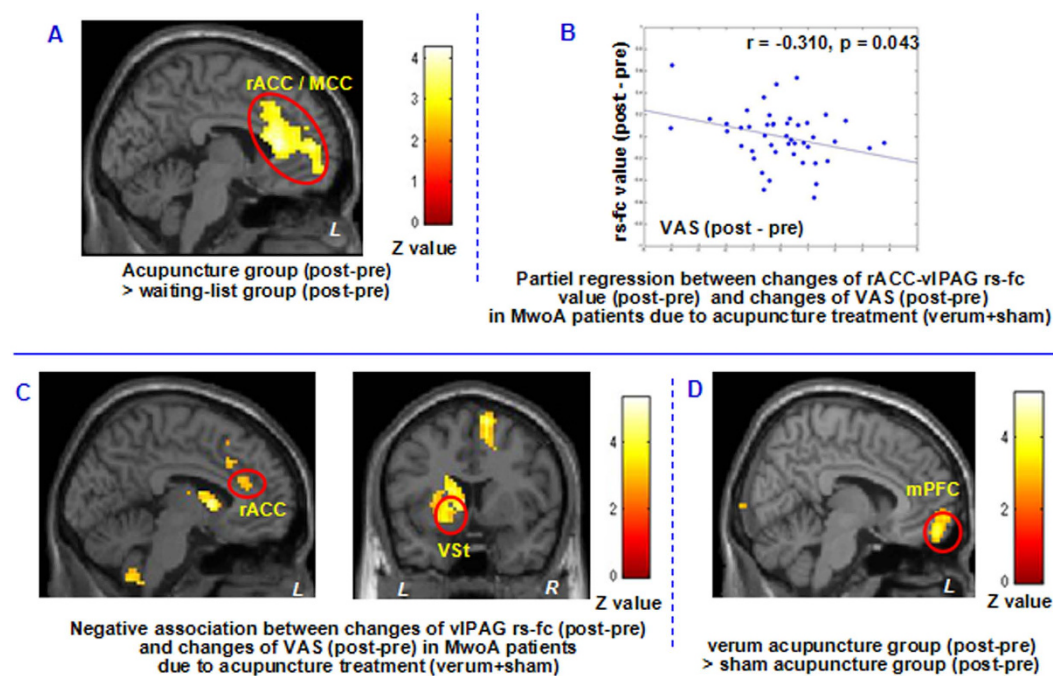 A
rACC / MCC
L
4
3
2
1
0
Z value
Acupuncture group (post-pre)
> waiting-list group (post-pre)
B
r = -0.310, p = 0.043
rs-fc value (post - pre)
VAS (post - pre)
Partiel regression between changes of rACC-vlPAG rs-fc
value (post-pre) and changes of VAS (post-pre)
in MwoA patients due to acupuncture treatment (verum+sham)
C
rACC
L
VSt
L
R
4
2
0
Z value
Negative association between changes of vlPAG rs-fc (post-pre)
and changes of VAS (post-pre) in MwoA patients
due to acupuncture treatment (verum+sham)
D
mPFC
L
4
2
0
Z value
verum acupuncture group (post-pre)
> sham acupuncture group (post-pre)